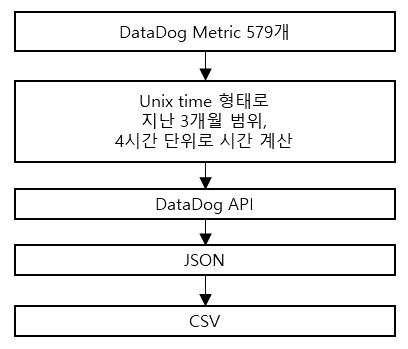 DataDog Metric 579개
Unix time 형태로
지난 3개월 범위,
4시간 단위로 시간 계산
DataDog API
JSON
CSV